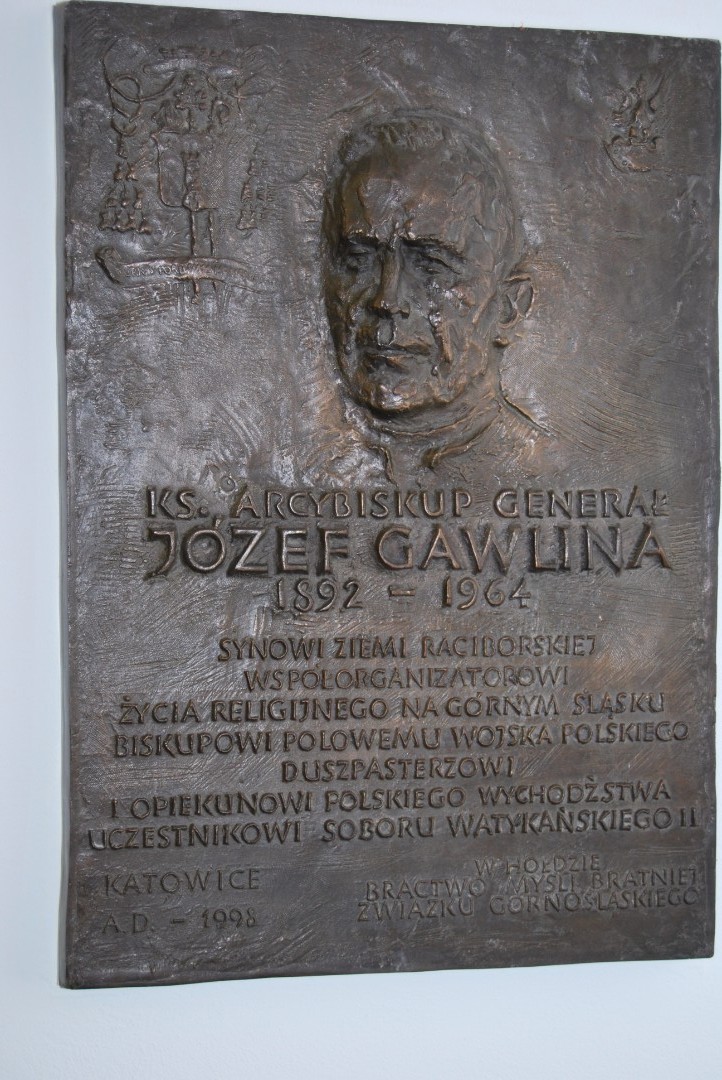 KS. ARCYBISKUP GENERAŁ
JÓZEF GAWLINA
1892 – 1964
SYNOWI ZIEMI RACIBORSKIEJ
WSPÓŁORGANIZATOROWI
ŻYCIA RELIGIJNEGO NA GÓRNYM ŚLĄSKU
BISKUPOWI POLOWEMU WOJSKA POLSKIEGO
DUSZPASTERZOWI
I OPIEKUNOWI POLSKIEGO WYCHODŹSTWA
UCZESTNIKOWI SOBORU WATYKAŃSKIEGO II
KATOWICE
A.D. – 1998
W HOŁDZIE
BRACTWO MYŚLI BRATNIEJ
ZWIĄZKU GÓRNOŚLĄSKIEGO